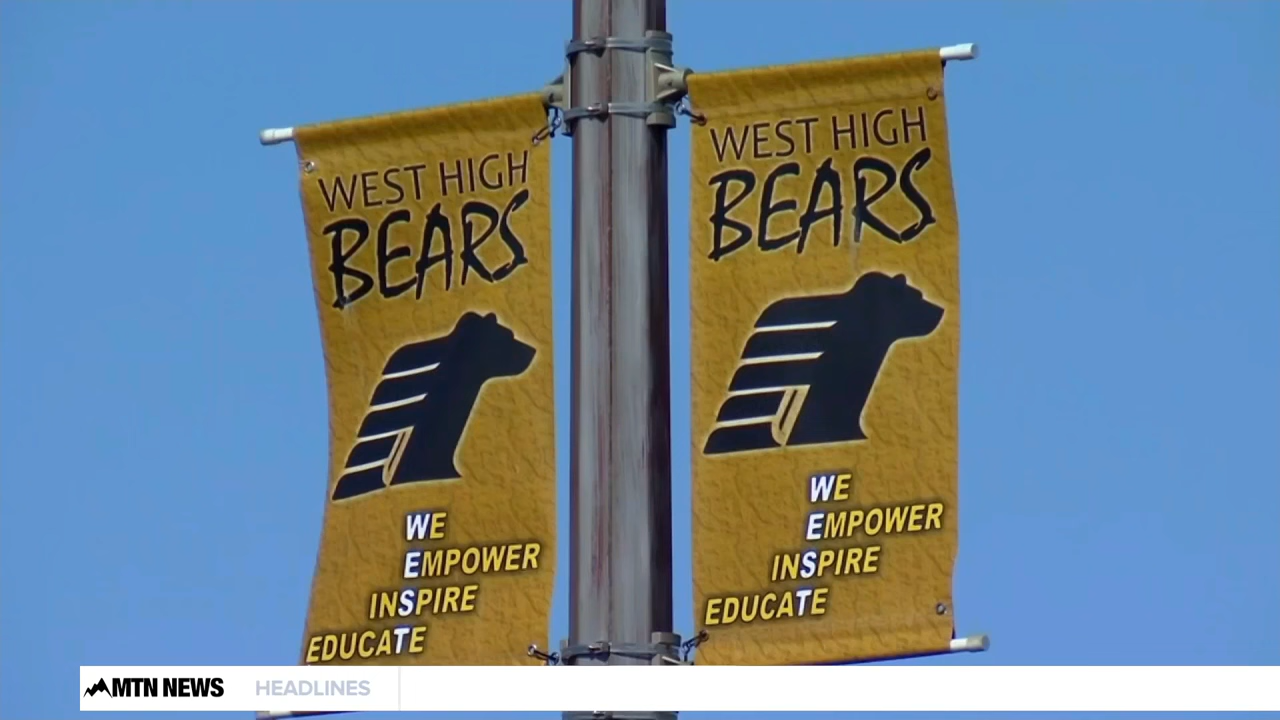 WEST HIGH
BEARS
WE
EMPOWER
INSPIRE
EDUCATE
WEST HIGH
BEARS
WE
EMPOWER
INSPIRE
EDUCATE
MTN NEWS HEADLINES